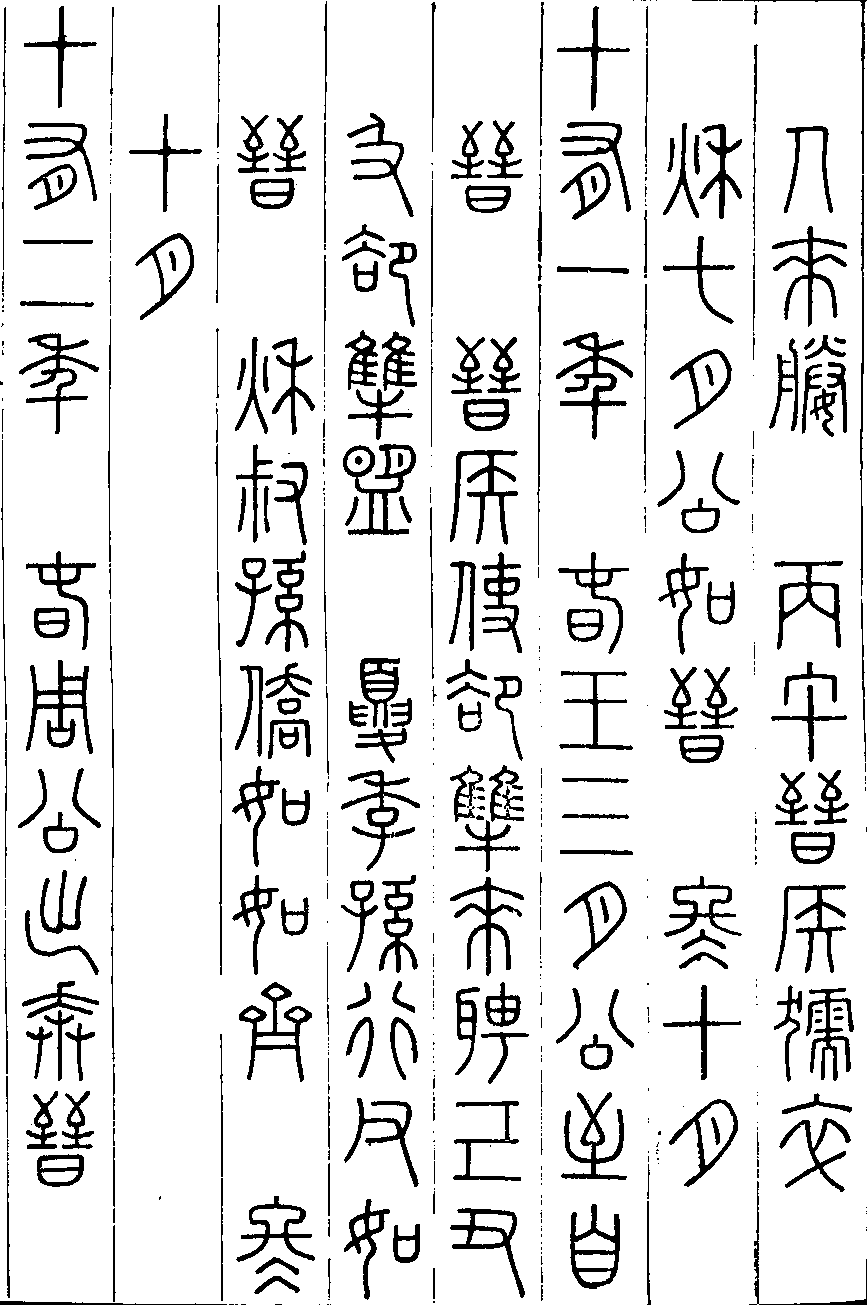 人來媵　丙午晉侯獳卒
秋七月公如晉　冬十月
十有一年　春王三月公至自
晉　晉侯使郤犨來聘己丑
及郤犨盟　夏季孫行父如
晉　秋叔孫僑如如齊　冬
十月
十有二年　春周公出奔晉